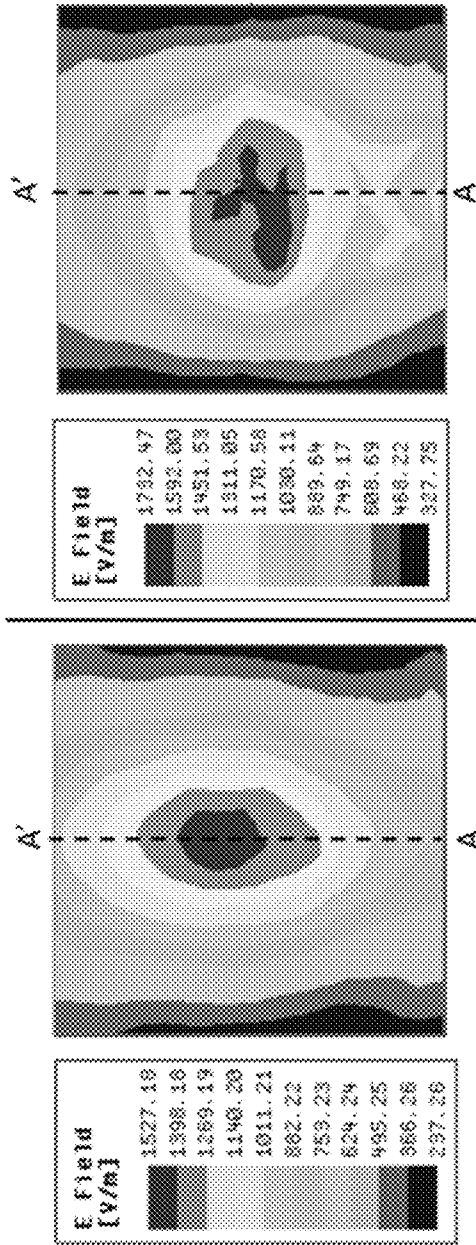 E Field
[V/m]
1527.18
1398.18
1269.19
1140.20
1011.21
882.22
753.23
624.24
495.25
366.26
237.26
A'
A
E Field
[V/m]
1732.47
1592.00
1451.53
1311.05
1170.58
1030.11
889.64
749.17
608.69
468.22
327.75
A'
A